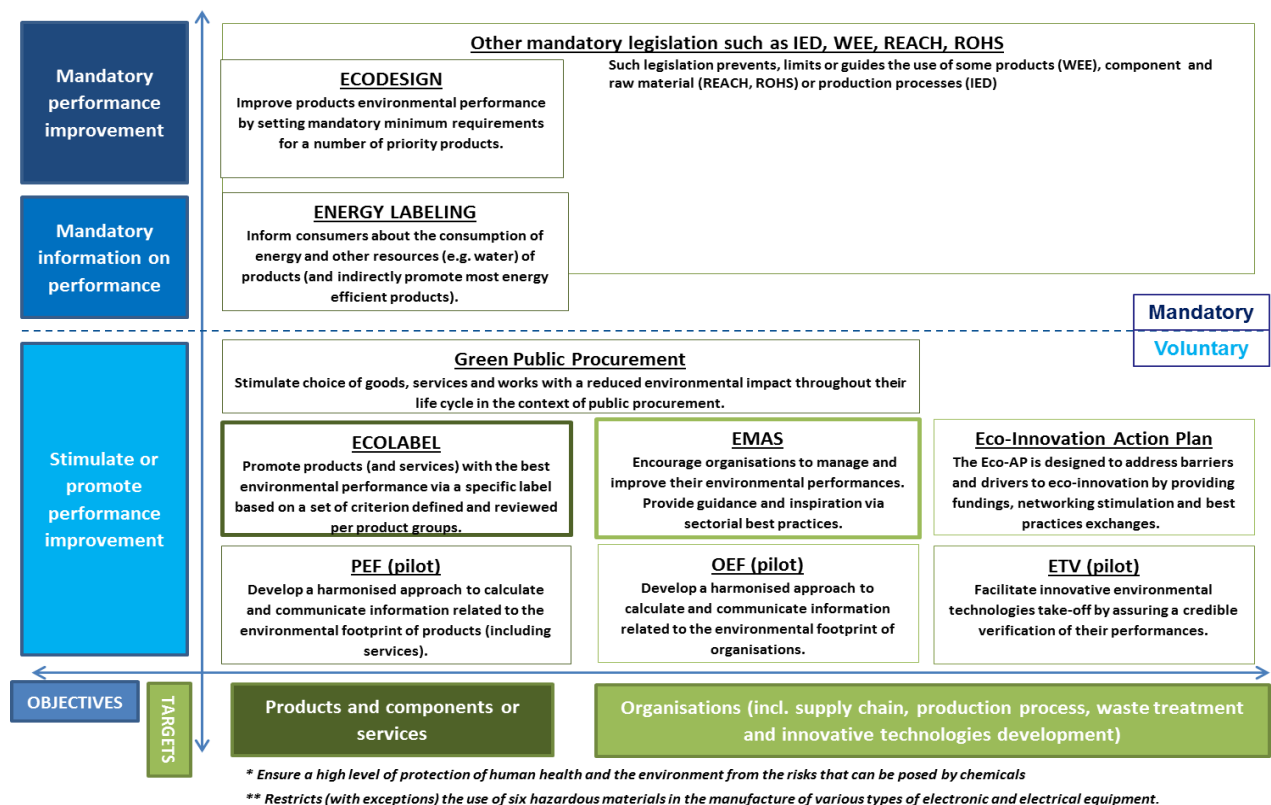 Mandatory
performance
improvement
Other mandatory legislation such as IED, WEE, REACH, ROHS
Such legislation prevents, limits or guides the use of some products (WEE), component and
raw material (REACH, ROHS) or production processes (IED)
ECODESIGN
Improve products environmental performance
by setting mandatory minimum requirements
for a number of priority products.
Mandatory
information on
performance
ENERGY LABELING
Inform consumers about the consumption of
energy and other resources (e.g. water) of
products (and indirectly promote most energy
efficient products).
Mandatory
Voluntary
Stimulate or
promote
performance
improvement
Green Public Procurement
Stimulate choice of goods, services and works with a reduced environmental impact throughout their
life cycle in the context of public procurement.
ECOLABEL
Promote products (and services) with the best
environmental performance via a specific label
based on a set of criterion defined and reviewed
per product groups.
EMAS
Encourage organisations to manage and
improve their environmental performances.
Provide guidance and inspiration via
sectorial best practices.
Eco-Innovation Action Plan
The Eco-AP is designed to address barriers
and drivers to eco-innovation by providing
fundings, networking stimulation and best
practices exchanges.
PEF (pilot)
Develop a harmonised approach to calculate
and communicate information related to the
environmental footprint of products (including
services).
OEF (pilot)
Develop a harmonised approach to
calculate and communicate information
related to the environmental footprint of
organisations.
ETV (pilot)
Facilitate innovative environmental
technologies take-off by assuring a credible
verification of their performances.
OBJECTIVES
TARGETS
Products and components or
services
Organisations (incl. supply chain, production process, waste treatment
and innovative technologies development)
* Ensure a high level of protection of human health and the environment from the risks that can be posed by chemicals
** Restricts (with exceptions) the use of six hazardous materials in the manufacture of various types of electronic and electrical equipment.